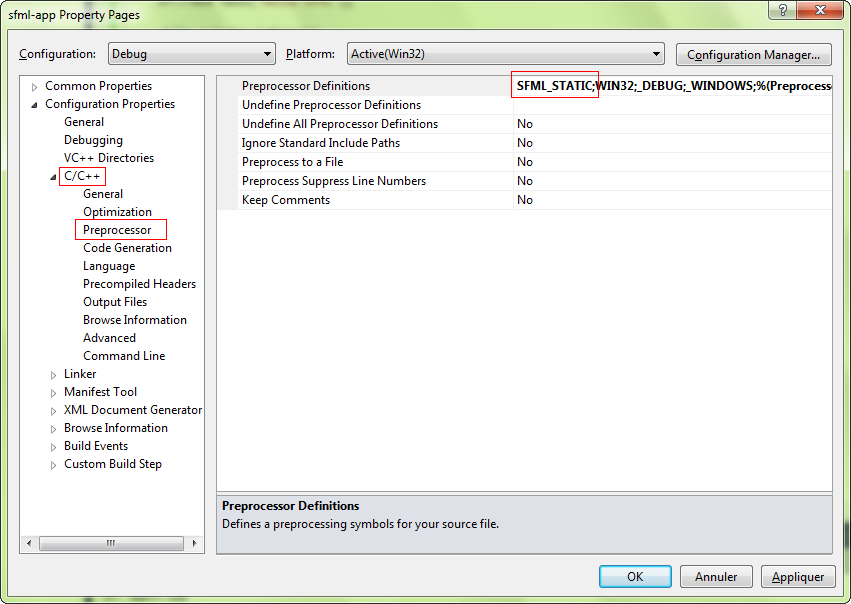 sfml-app Property Pages
Configuration: Debug Platform: Active(Win32) Configuration Manager...
Common Properties
Configuration Properties
General
Debugging
VC++ Directories
C/C++
General
Optimization
Preprocessor
Code Generation
Language
Precompiled Headers
Output Files
Browse Information
Advanced
Command Line
Linker
Manifest Tool
XML Document Generator
Browse Information
Build Events
Custom Build Step
Preprocessor Definitions SFML_STATIC;WIN32;_DEBUG;_WINDOWS;%(Preprocess
Undefine Preprocessor Definitions
Undefine All Preprocessor Definitions No
Ignore Standard Include Paths No
Preprocess to a File No
Preprocess Suppress Line Numbers No
Keep Comments No
Preprocessor Definitions
Defines a preprocessing symbols for your source file.
OK Annuler Appliquer